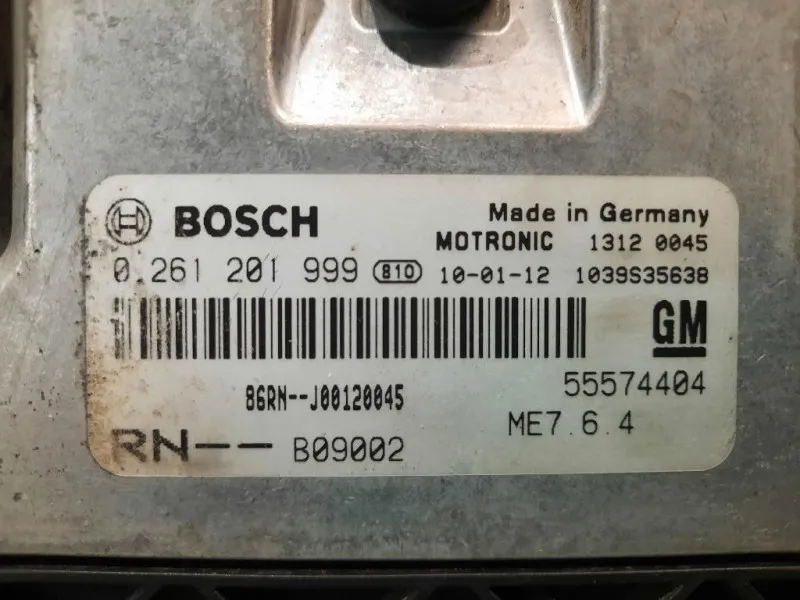 BOSCH
Made in Germany
MOTRONIC 1312 0045
0 261 201 999 810 10-01-12 1039S35638
GM
86RN--J00120045
55574404
RN-- B09002
ME7.6.4